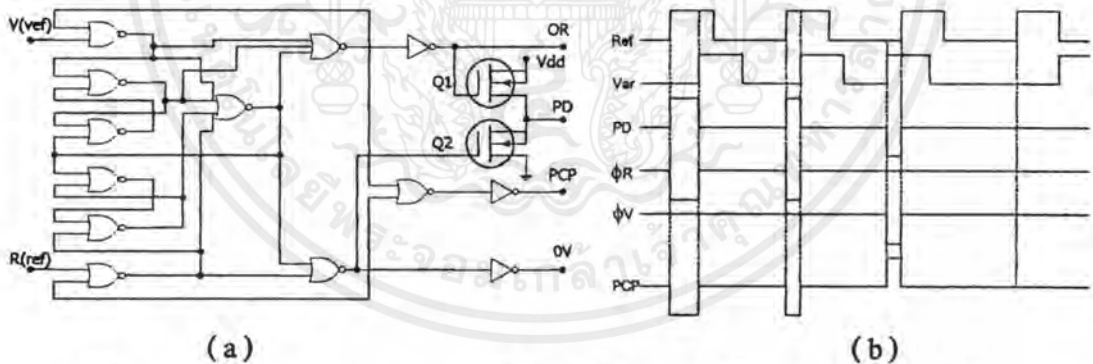 V(vef)
OR
Vdd
Q1
PD
Q2
PCP
R(ref)
0V
(a)
Ref
Var
PD
ϕR
ϕV
PCP
(b)